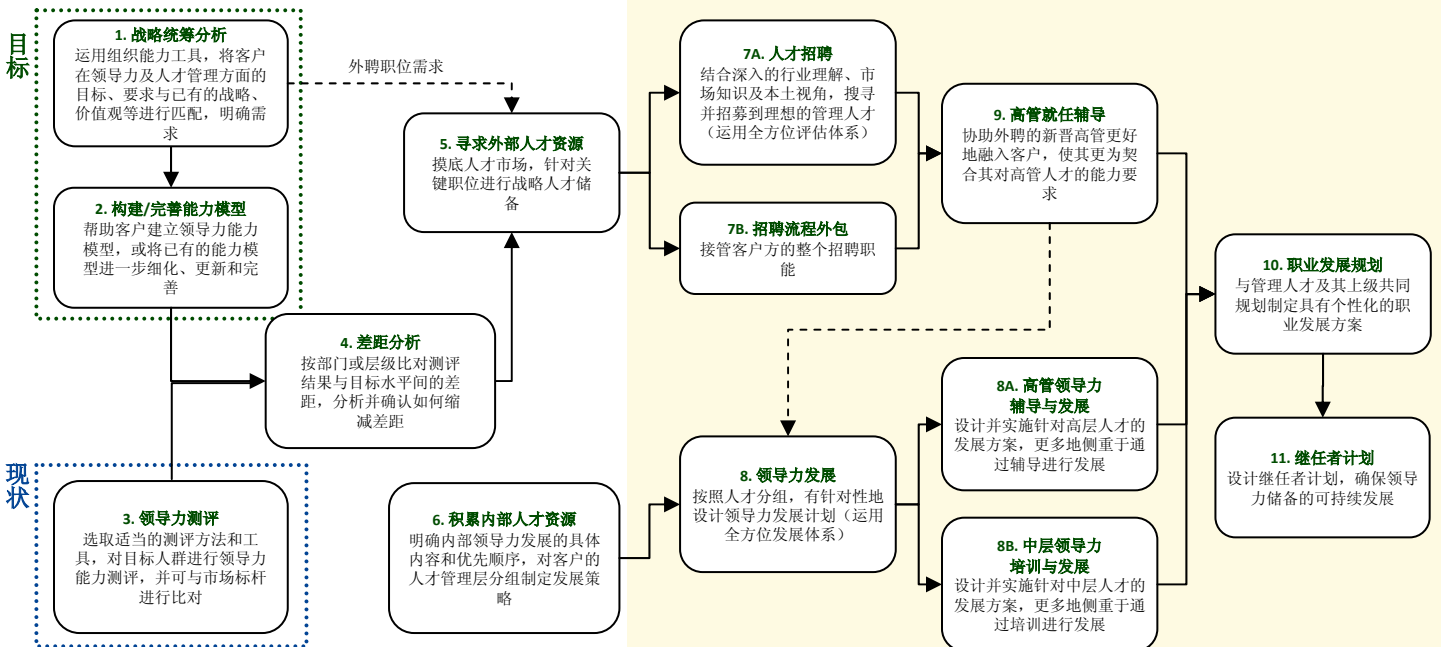 目
标
1. 战略统筹分析
运用组织能力工具，将客户
在领导力及人才管理方面的
目标、要求与已有的战略、
价值观等进行匹配，明确需
求
外聘职位需求
2. 构建/完善能力模型
帮助客户建立领导力能力
模型，或将已有的能力模
型进一步细化、更新和完
善
现
状
3. 领导力测评
选取适当的测评方法和工
具，对目标人群进行领导力
能力测评，并可与市场标杆
进行比对
4. 差距分析
按部门或层级比对测评
结果与目标水平间的差
距，分析并确认如何缩
减差距
5. 寻求外部人才资源
摸底人才市场，针对关
键职位进行战略人才储
备
6. 积累内部人才资源
明确内部领导力发展的具体
内容和优先顺序，对客户的
人才管理层分组制定发展策
略
7A. 人才招聘
结合深入的行业理解、市
场知识及本土视角，搜寻
并招募到理想的管理人才
（运用全方位评估体系）
7B. 招聘流程外包
接管客户方的整个招聘职
能
8. 领导力发展
按照人才分组，有针对性地
设计领导力发展计划（运用
全方位发展体系）
9. 高管就任辅导
协助外聘的新晋高管更好
地融入客户，使其更为契
合其对高管人才的能力要
求
8A. 高管领导力
辅导与发展
设计并实施针对高层人才的
发展方案，更多地侧重于通
过辅导进行发展
8B. 中层领导力
培训与发展
设计并实施针对中层人才的
发展方案，更多地侧重于通
过培训进行发展
10. 职业发展规划
与管理人才及其上级共同
规划制定具有个性化的职
业发展方案
11. 继任者计划
设计继任者计划，确保领导
力储备的可持续发展